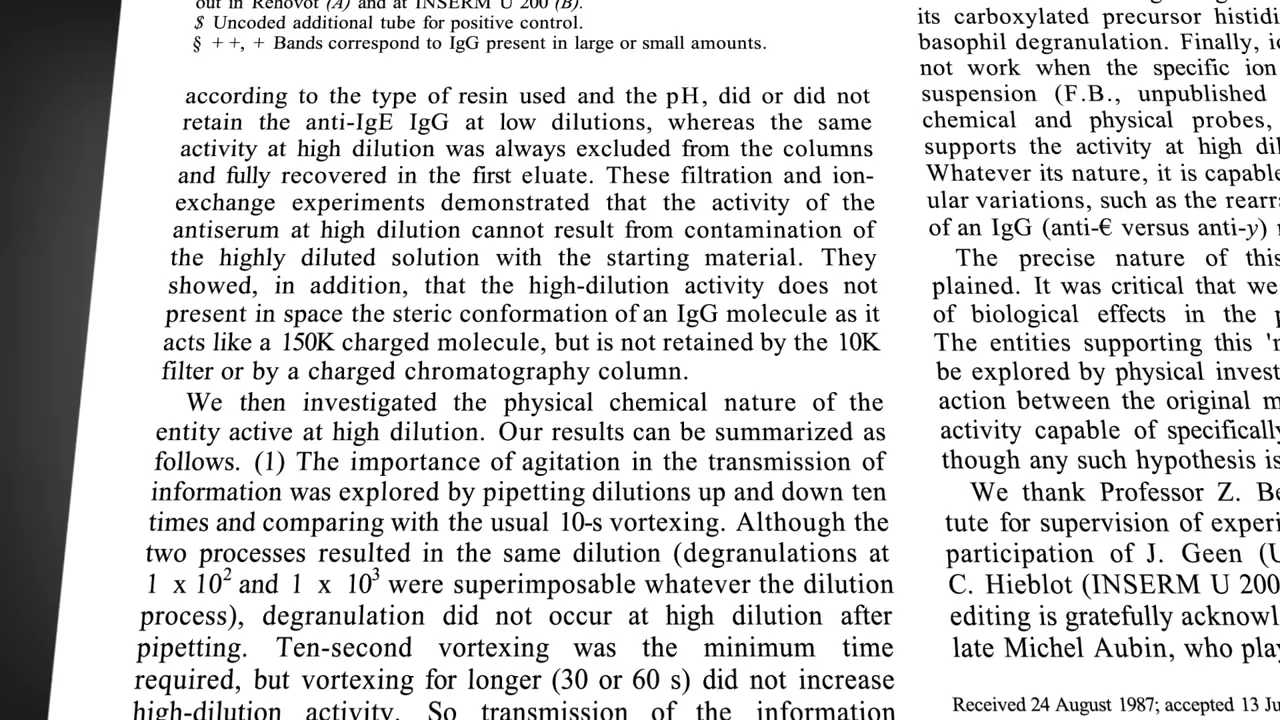 out in Rehovot (A) and at INSERM U 200 (B).
$ Uncoded additional tube for positive control.
§ + +, + Bands correspond to IgG present in large or small amounts.
according to the type of resin used and the pH, did or did not
retain the anti-IgE IgG at low dilutions, whereas the same
activity at high dilution was always excluded from the columns
and fully recovered in the first eluate. These filtration and ion-
exchange experiments demonstrated that the activity of the
antiserum at high dilution cannot result from contamination of
the highly diluted solution with the starting material. They
showed, in addition, that the high-dilution activity does not
present in space the steric conformation of an IgG molecule as it
acts like a 150K charged molecule, but is not retained by the 10K
filter or by a charged chromatography column.
We then investigated the physical chemical nature of the
entity active at high dilution. Our results can be summarized as
follows. (1) The importance of agitation in the transmission of
information was explored by pipetting dilutions up and down ten
times and comparing with the usual 10-s vortexing. Although the
two processes resulted in the same dilution (degranulations at
1 x 10² and 1 x 10³ were superimposable whatever the dilution
process), degranulation did not occur at high dilution after
pipetting. Ten-second vortexing was the minimum time
required, but vortexing for longer (30 or 60 s) did not increase
high-dilution activity. So transmission of the information
its carboxylated precursor histidi
basophil degranulation. Finally, io
not work when the specific ion
suspension (F.B., unpublished
chemical and physical probes,
supports the activity at high dil
Whatever its nature, it is capable
ular variations, such as the rearr
of an IgG (anti-€ versus anti-y)
The precise nature of this
plained. It was critical that we
of biological effects in the p
The entities supporting this
be explored by physical invest
action between the original m
activity capable of specifically
though any such hypothesis is
We thank Professor Z. Be
tute for supervision of experi
participation of J. Geen (U
C. Hieblot (INSERM U 200
editing is gratefully acknowl
late Michel Aubin, who play
Received 24 August 1987; accepted 13 Ju